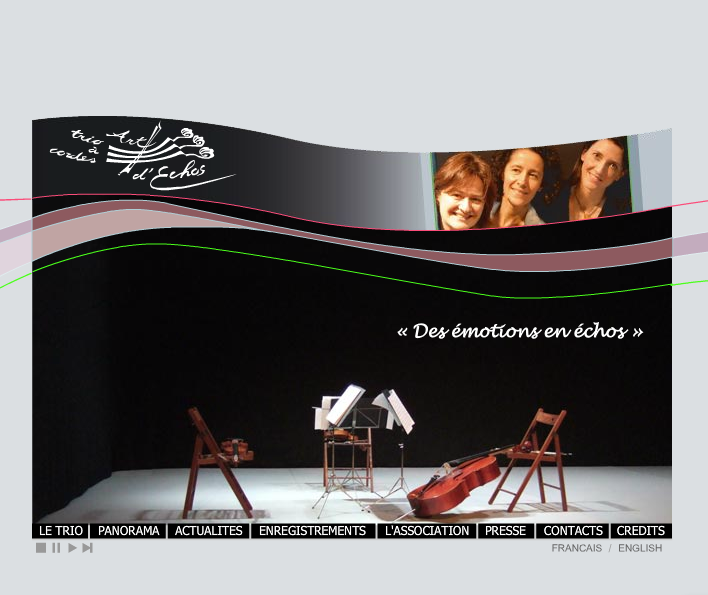 trio
à
cordes
Art
d'Echos
« Des émotions en échos »
LE TRIO
PANORAMA
ACTUALITES
ENREGISTREMENTS
L'ASSOCIATION
PRESSE
CONTACTS
CREDITS
FRANCAIS / ENGLISH